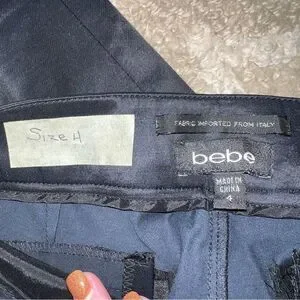 Size 4
FABRIC IMPORTED FROM ITALY
bebe
MADE IN
CHINA
4